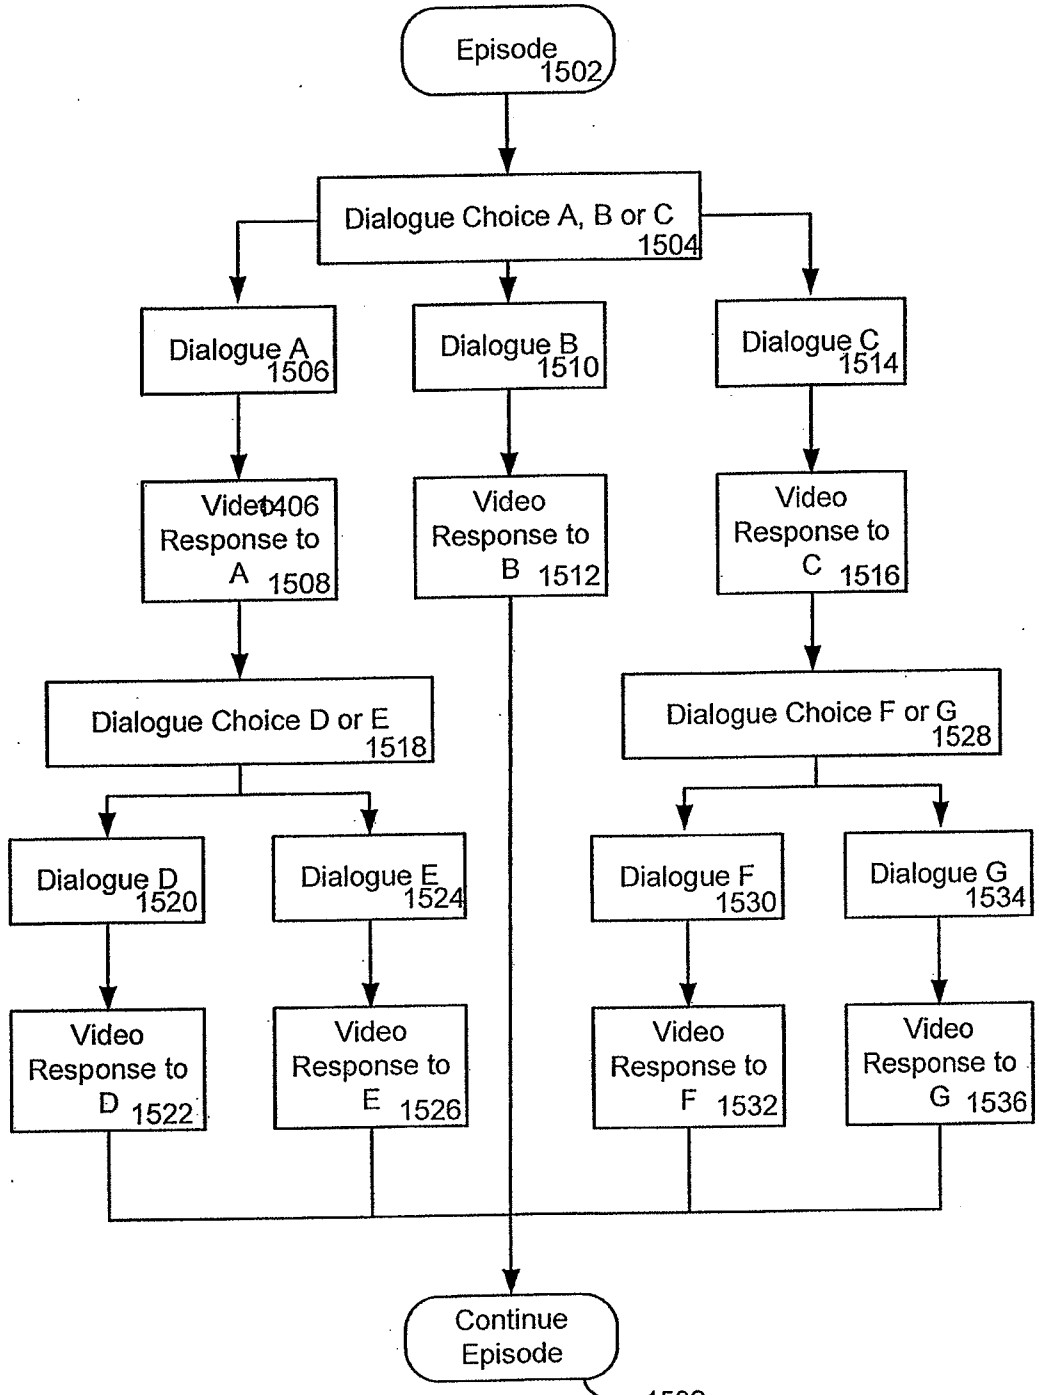 Episode
1502
Dialogue Choice A, B or C
1504
Dialogue A
1506
Dialogue B
1510
Dialogue C
1514
Video
1406
Response to
A
1508
Video
Response to
B
1512
Video
Response to
C
1516
Dialogue Choice D or E
1518
Dialogue Choice F or G
1528
Dialogue D
1520
Dialogue E
1524
Dialogue F
1530
Dialogue G
1534
Video
Response to
D
1522
Video
Response to
E
1526
Video
Response to
F
1532
Video
Response to
G
1536
Continue
Episode